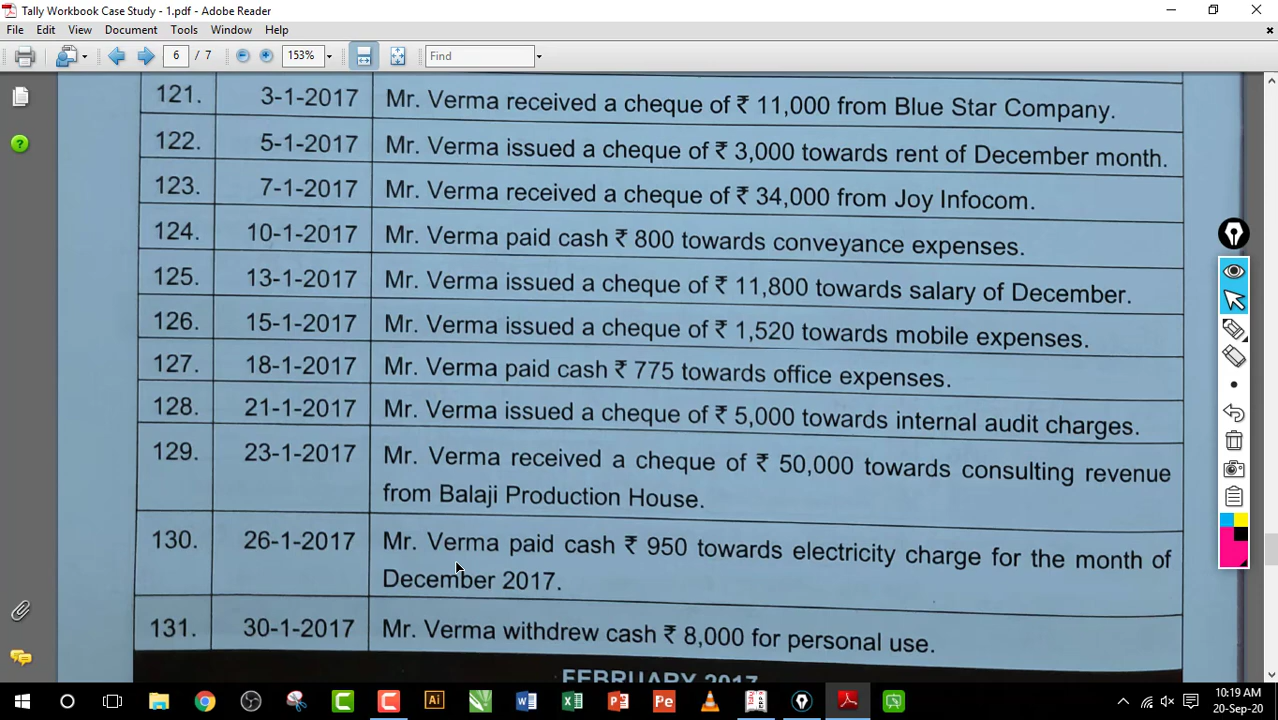 Tally Workbook Case Study - 1.pdf - Adobe Reader
File Edit View Document Tools Window Help
6 / 7 153% Find
121. 3-1-2017 Mr. Verma received a cheque of ₹ 11,000 from Blue Star Company.
122. 5-1-2017 Mr. Verma issued a cheque of ₹ 3,000 towards rent of December month.
123. 7-1-2017 Mr. Verma received a cheque of ₹ 34,000 from Joy Infocom.
124. 10-1-2017 Mr. Verma paid cash ₹ 800 towards conveyance expenses.
125. 13-1-2017 Mr. Verma issued a cheque of ₹ 11,800 towards salary of December.
126. 15-1-2017 Mr. Verma issued a cheque of ₹ 1,520 towards mobile expenses.
127. 18-1-2017 Mr. Verma paid cash ₹ 775 towards office expenses.
128. 21-1-2017 Mr. Verma issued a cheque of ₹ 5,000 towards internal audit charges.
129. 23-1-2017 Mr. Verma received a cheque of ₹ 50,000 towards consulting revenue
from Balaji Production House.
130. 26-1-2017 Mr. Verma paid cash ₹ 950 towards electricity charge for the month of
December 2017.
131. 30-1-2017 Mr. Verma withdrew cash ₹ 8,000 for personal use.
FEBRUARY 2017
10:19 AM
20-Sep-20